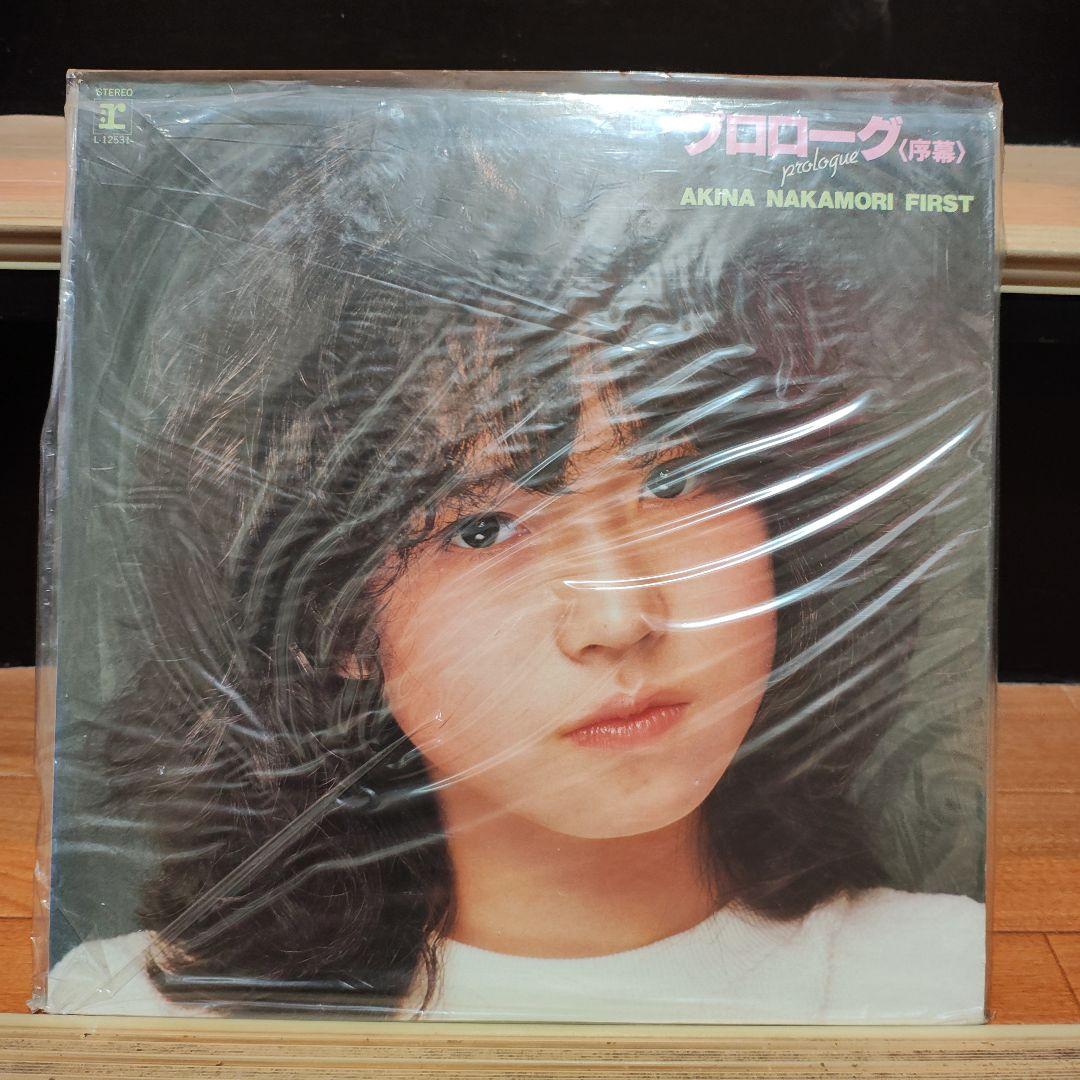 STEREO
r
L-12531
プロローグ〈序幕〉
prologue
AKINA NAKAMORI FIRST